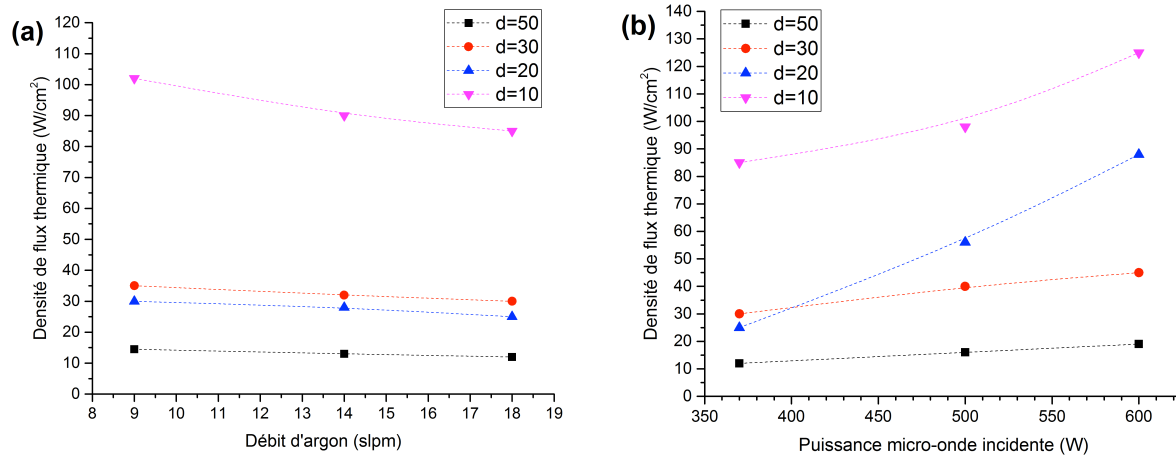 (a)
d=50
d=30
d=20
d=10
Densité de flux thermique (W/cm²)
120
110
100
90
80
70
60
50
40
30
20
10
0
8 9 10 11 12 13 14 15 16 17 18 19
Débit d'argon (slpm)
(b)
d=50
d=30
d=20
d=10
Densité de flux thermique (W/cm²)
140
130
120
110
100
90
80
70
60
50
40
30
20
10
0
350 400 450 500 550 600
Puissance micro-onde incidente (W)